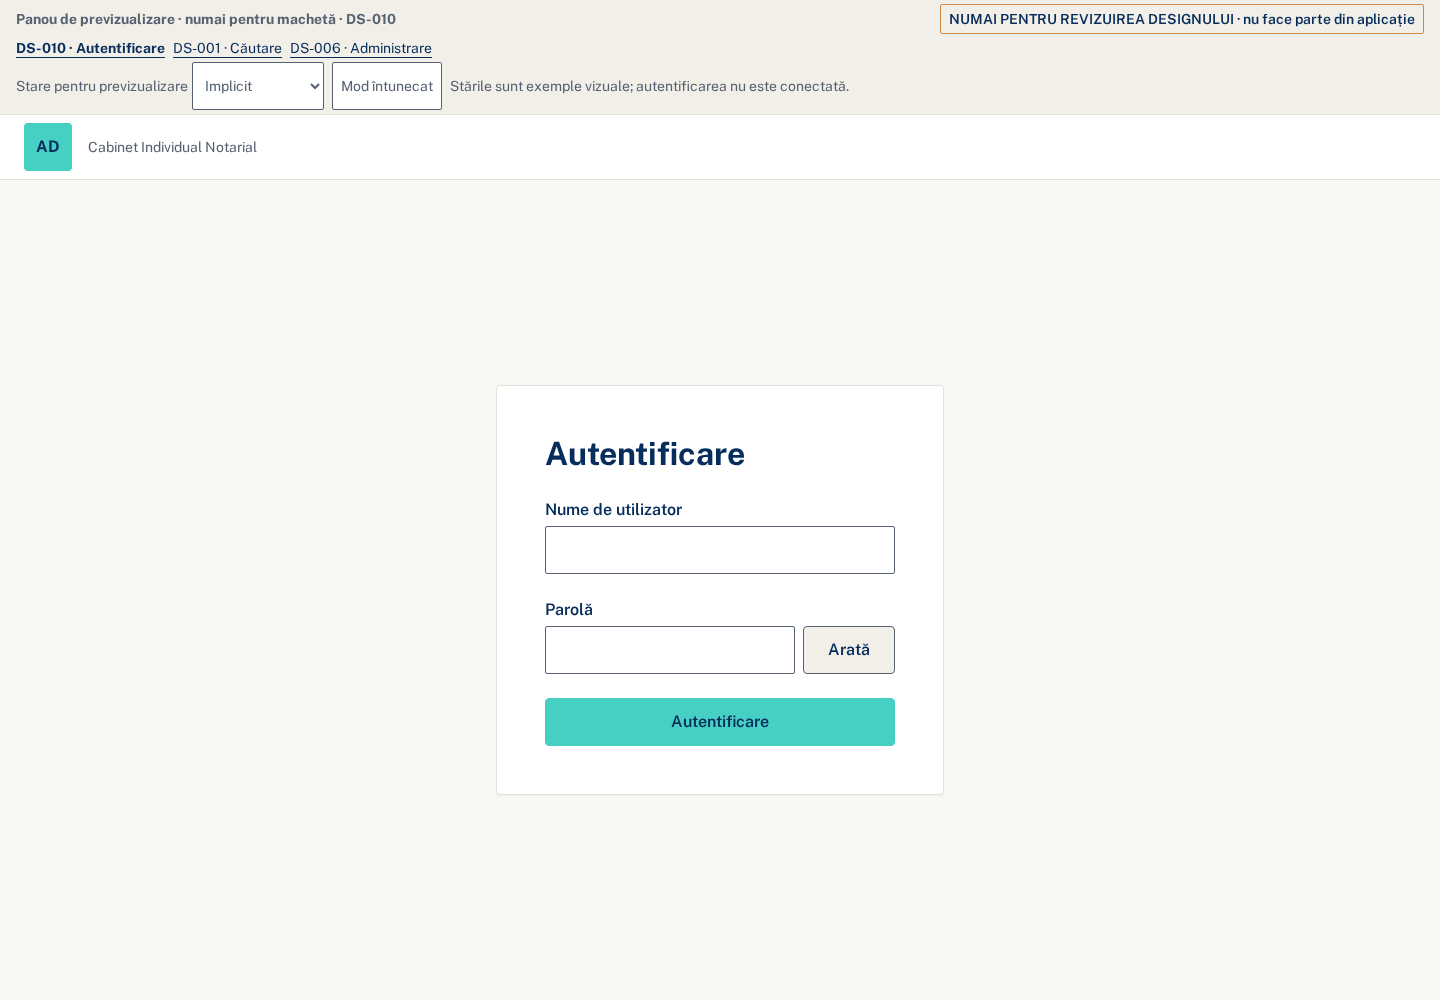 Panou de previzualizare · numai pentru machetă · DS-010
NUMAI PENTRU REVIZUIREA DESIGNULUI · nu face parte din aplicație
DS-010 · Autentificare DS-001 · Căutare DS-006 · Administrare
Stare pentru previzualizare Implicit Mod întunecat Stările sunt exemple vizuale; autentificarea nu este conectată.
AD Cabinet Individual Notarial
Autentificare
Nume de utilizator
Parolă
Arată
Autentificare